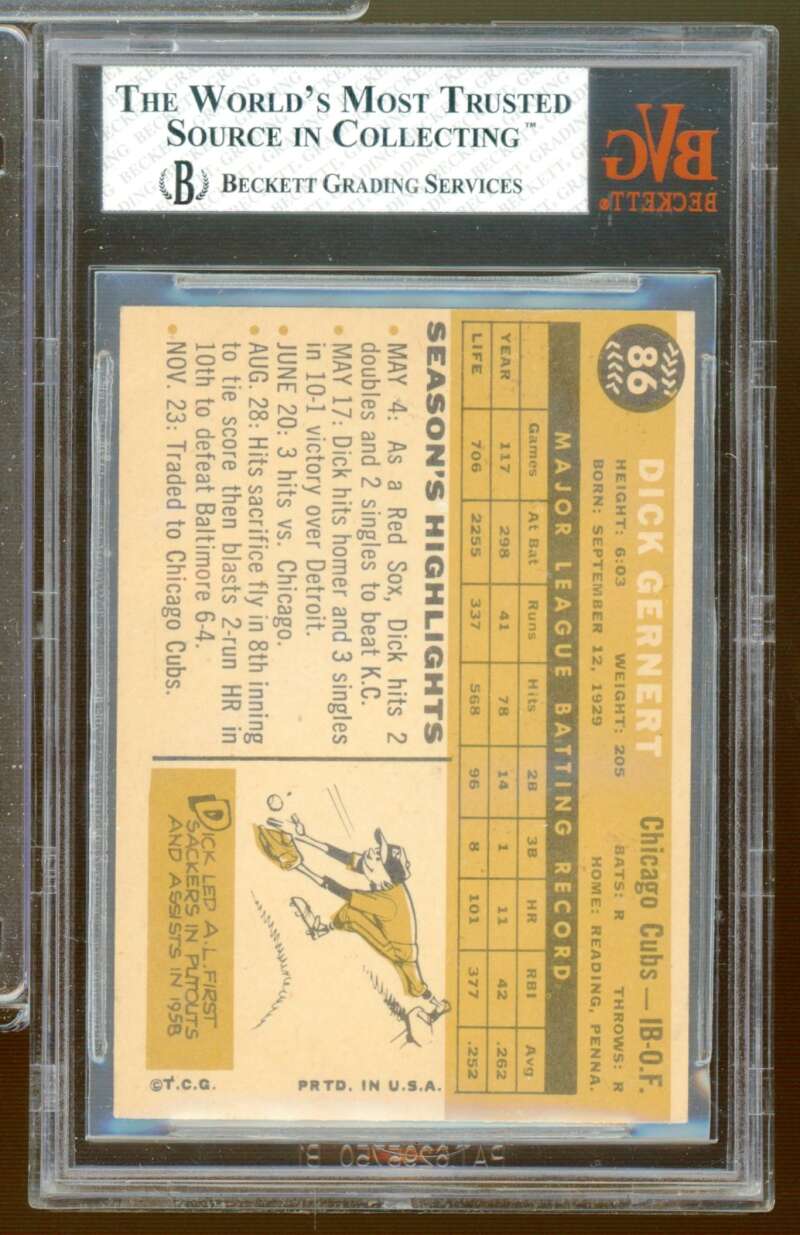 THE WORLD'S MOST TRUSTED
SOURCE IN COLLECTING™
B BECKETT GRADING SERVICES
BVG
BECKETT®
86
DICK GERNERT Chicago Cubs — 1B-O.F.
HEIGHT: 6:03 WEIGHT: 205 BATS: R THROWS: R
BORN: SEPTEMBER 12, 1929 HOME: READING, PENNA.
MAJOR LEAGUE BATTING RECORD
Games At Bat Runs Hits 2B 3B HR RBI Avg.
YEAR 117 298 41 78 14 1 11 42 .262
LIFE 706 2255 337 568 96 8 101 377 .252
SEASON'S HIGHLIGHTS
• MAY 4: As a Red Sox, Dick hits 2
doubles and 2 singles to beat K.C.
• MAY 17: Dick hits homer and 3 singles
in 10-1 victory over Detroit.
• JUNE 20: 3 hits vs. Chicago.
• AUG. 28: Hits sacrifice fly in 8th inning
to tie score then blasts 2-run HR in
10th to defeat Baltimore 6-4.
• NOV. 23: Traded to Chicago Cubs.
DICK LED A.L. FIRST
SACKERS IN PUTOUTS
AND ASSISTS IN 1958
©T.C.G. PRTD. IN U.S.A.